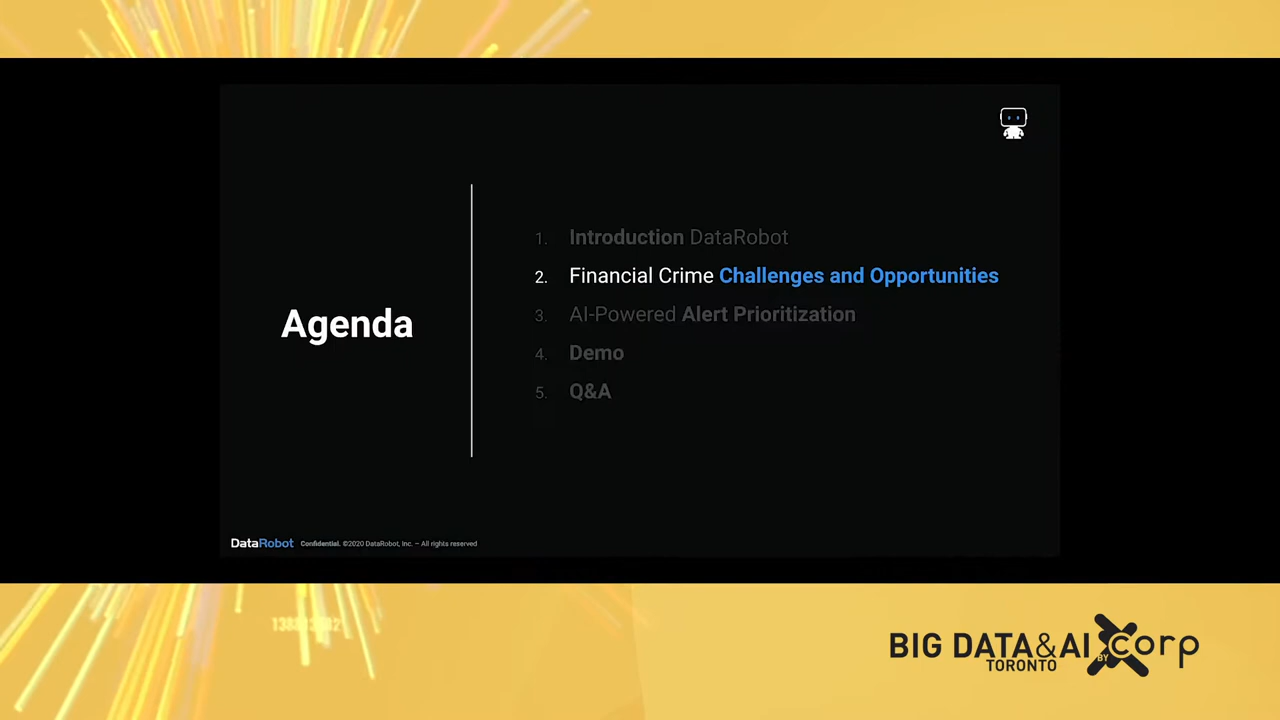 Agenda
1. Introduction DataRobot
2. Financial Crime Challenges and Opportunities
3. AI-Powered Alert Prioritization
4. Demo
5. Q&A
DataRobot Confidential. ©2020 DataRobot, Inc. – All rights reserved
BIG DATA&AI
TORONTO
BY
corp